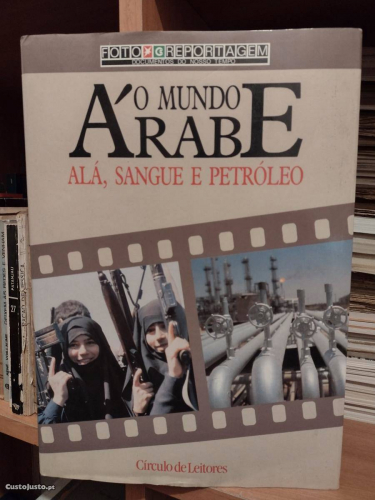 FOTO REPORTAGEM
DOCUMENTOS DO NOSSO TEMPO
O MUNDO
ÁRABE
ALÁ, SANGUE E PETRÓLEO
Círculo de Leitores
CustoJusto.pt